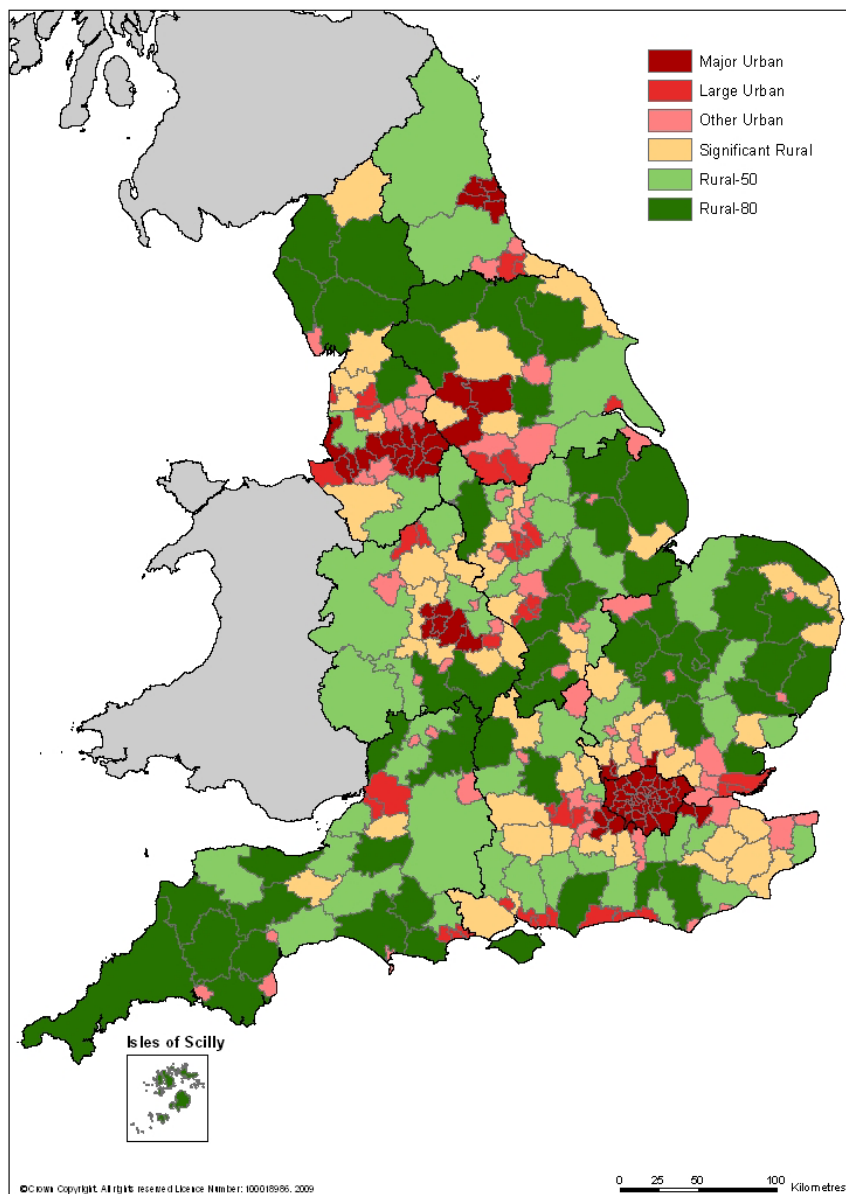 Major Urban
Large Urban
Other Urban
Significant Rural
Rural-50
Rural-80
Isles of Scilly
©Crown Copyright. All rights reserved Licence Number: 100018986, 2009
0 25 50 100 Kilometres